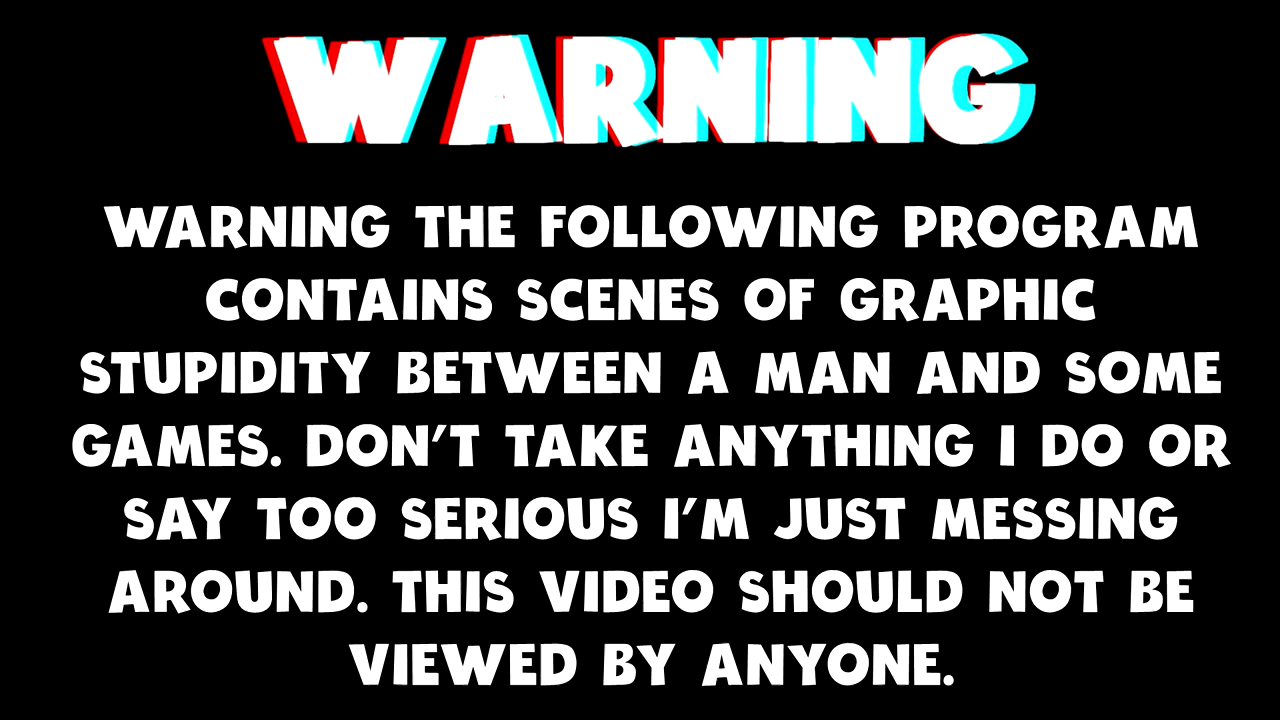 WARNING
WARNING THE FOLLOWING PROGRAM
CONTAINS SCENES OF GRAPHIC
STUPIDITY BETWEEN A MAN AND SOME
GAMES. DON'T TAKE ANYTHING I DO OR
SAY TOO SERIOUS I'M JUST MESSING
AROUND. THIS VIDEO SHOULD NOT BE
VIEWED BY ANYONE.